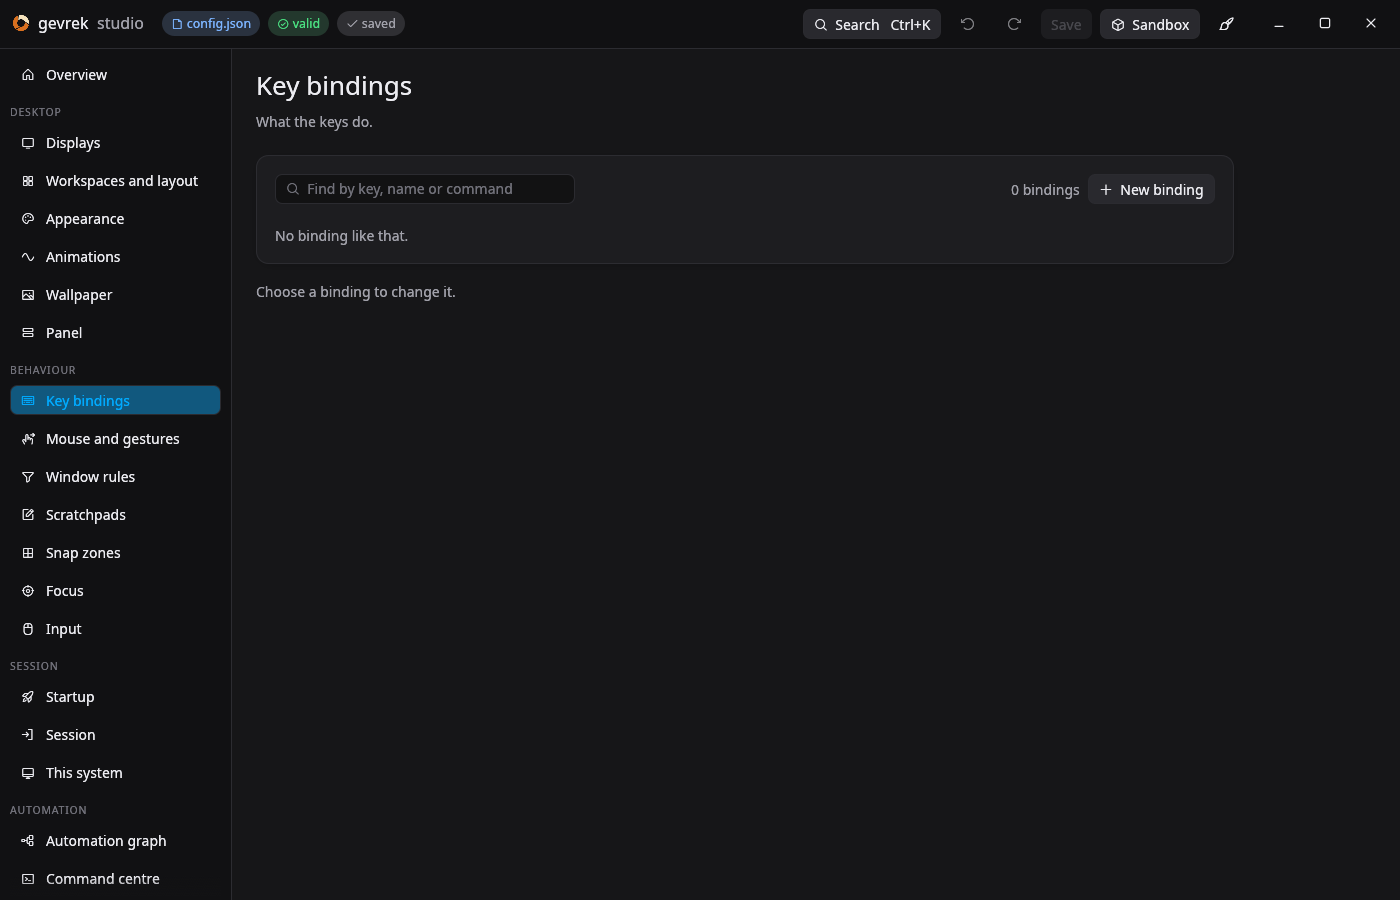 gevrek studio config.json valid saved Search Ctrl+K Save Sandbox
Overview
DESKTOP
Displays
Workspaces and layout
Appearance
Animations
Wallpaper
Panel
BEHAVIOUR
Key bindings
Mouse and gestures
Window rules
Scratchpads
Snap zones
Focus
Input
SESSION
Startup
Session
This system
AUTOMATION
Automation graph
Command centre
Key bindings
What the keys do.
Find by key, name or command 0 bindings New binding
No binding like that.
Choose a binding to change it.